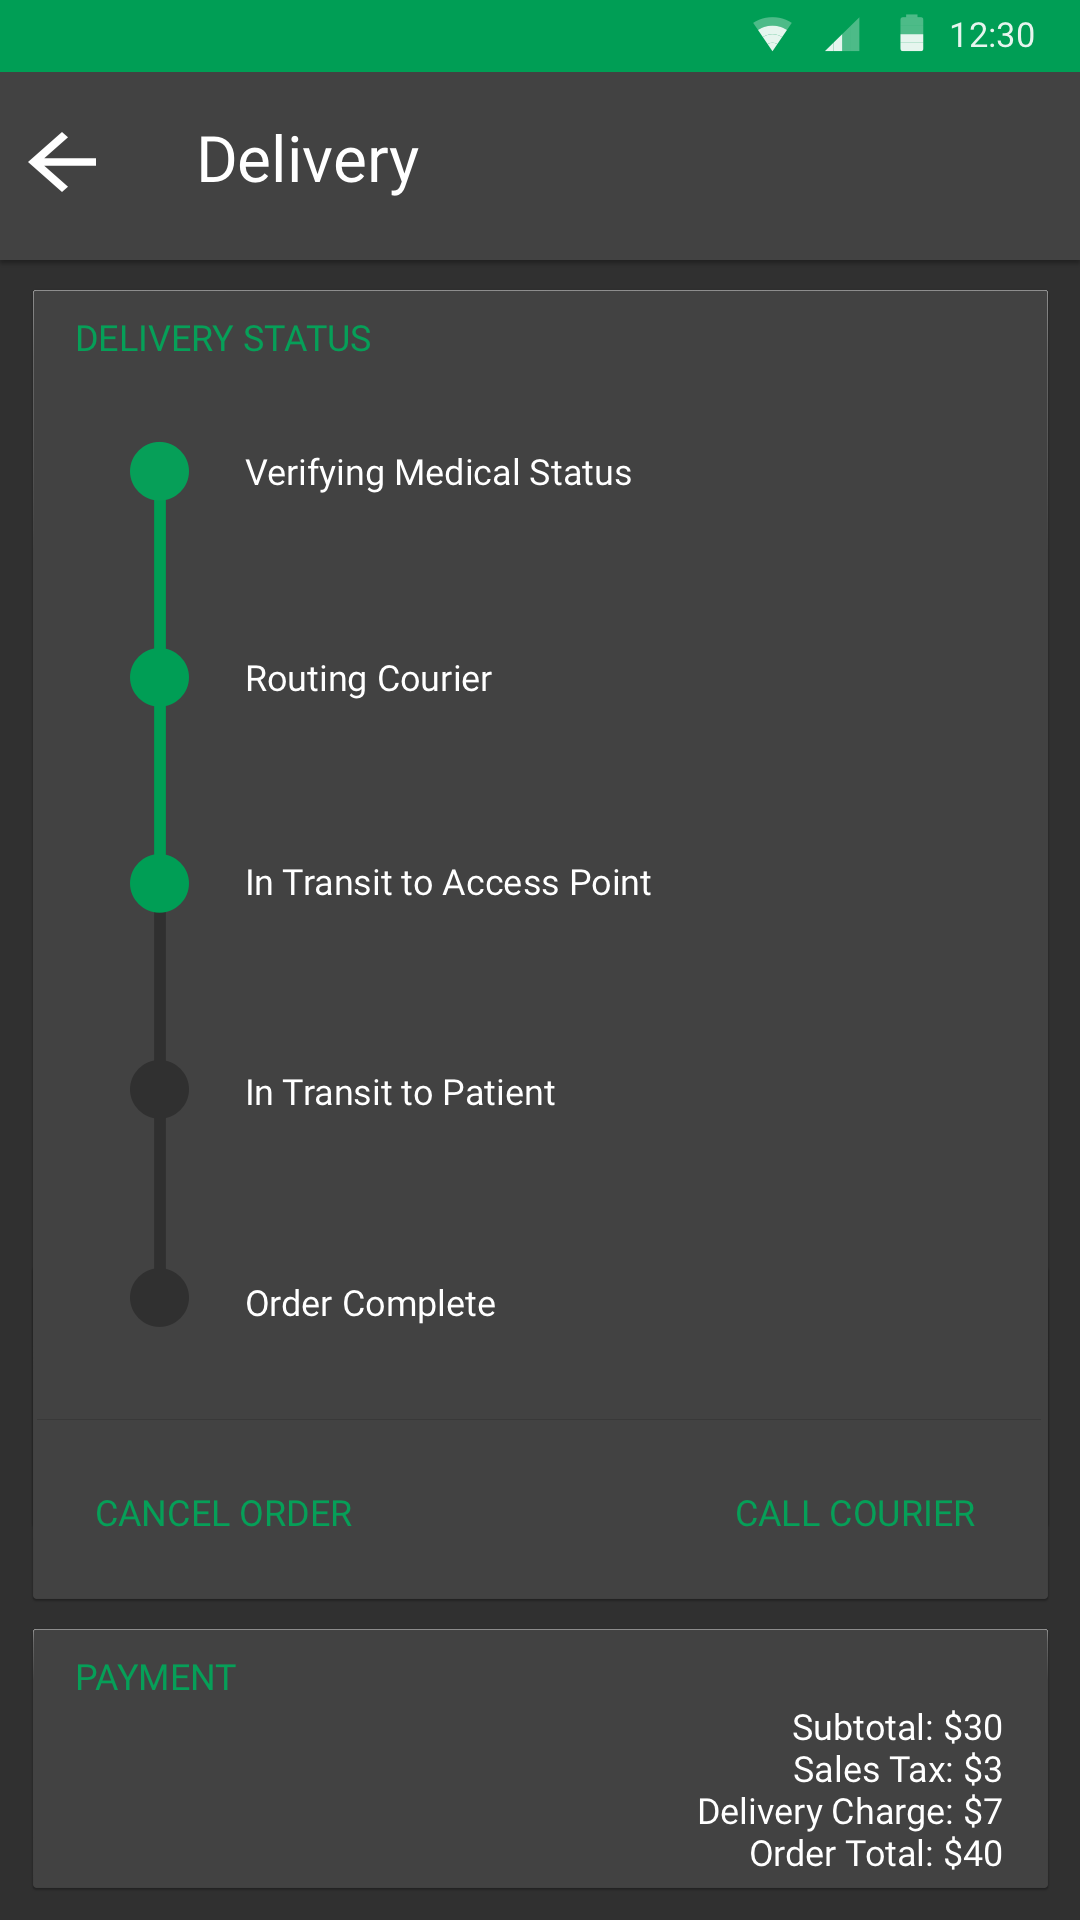 12:30
Delivery
DELIVERY STATUS
Verifying Medical Status
Routing Courier
In Transit to Access Point
In Transit to Patient
Order Complete
CANCEL ORDER
CALL COURIER
PAYMENT
Subtotal: $30
Sales Tax: $3
Delivery Charge: $7
Order Total: $40